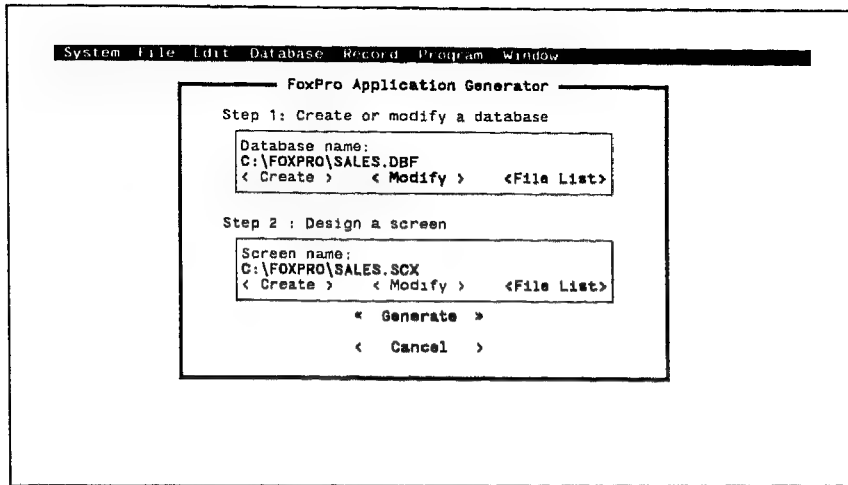 System File Edit Database Record Program Window
FoxPro Application Generator
Step 1: Create or modify a database
Database name:
C:\FOXPRO\SALES.DBF
< Create > < Modify > <File List>
Step 2 : Design a screen
Screen name:
C:\FOXPRO\SALES.SCX
< Create > < Modify > <File List>
« Generate »
< Cancel >